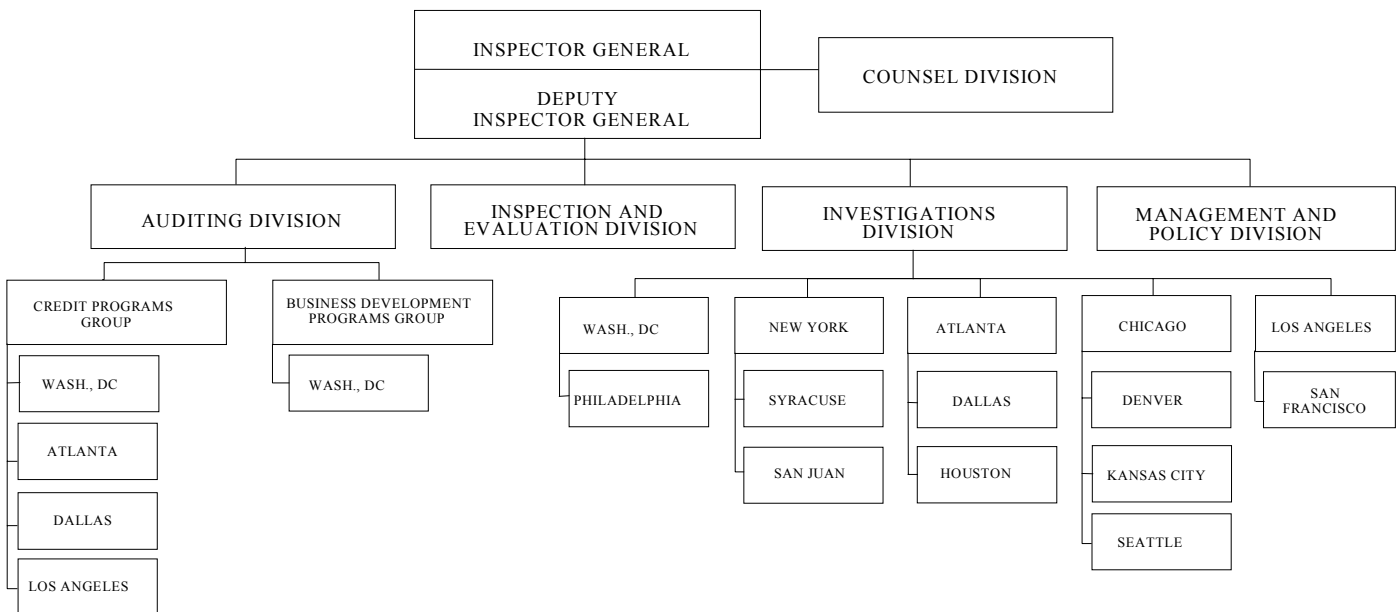 INSPECTOR GENERAL
DEPUTY
INSPECTOR GENERAL
COUNSEL DIVISION
AUDITING DIVISION
INSPECTION AND
EVALUATION DIVISION
INVESTIGATIONS
DIVISION
MANAGEMENT AND
POLICY DIVISION
CREDIT PROGRAMS
GROUP
WASH., DC
ATLANTA
DALLAS
LOS ANGELES
BUSINESS DEVELOPMENT
PROGRAMS GROUP
WASH., DC
WASH., DC
PHILADELPHIA
NEW YORK
SYRACUSE
SAN JUAN
ATLANTA
DALLAS
HOUSTON
CHICAGO
DENVER
KANSAS CITY
SEATTLE
LOS ANGELES
SAN
FRANCISCO